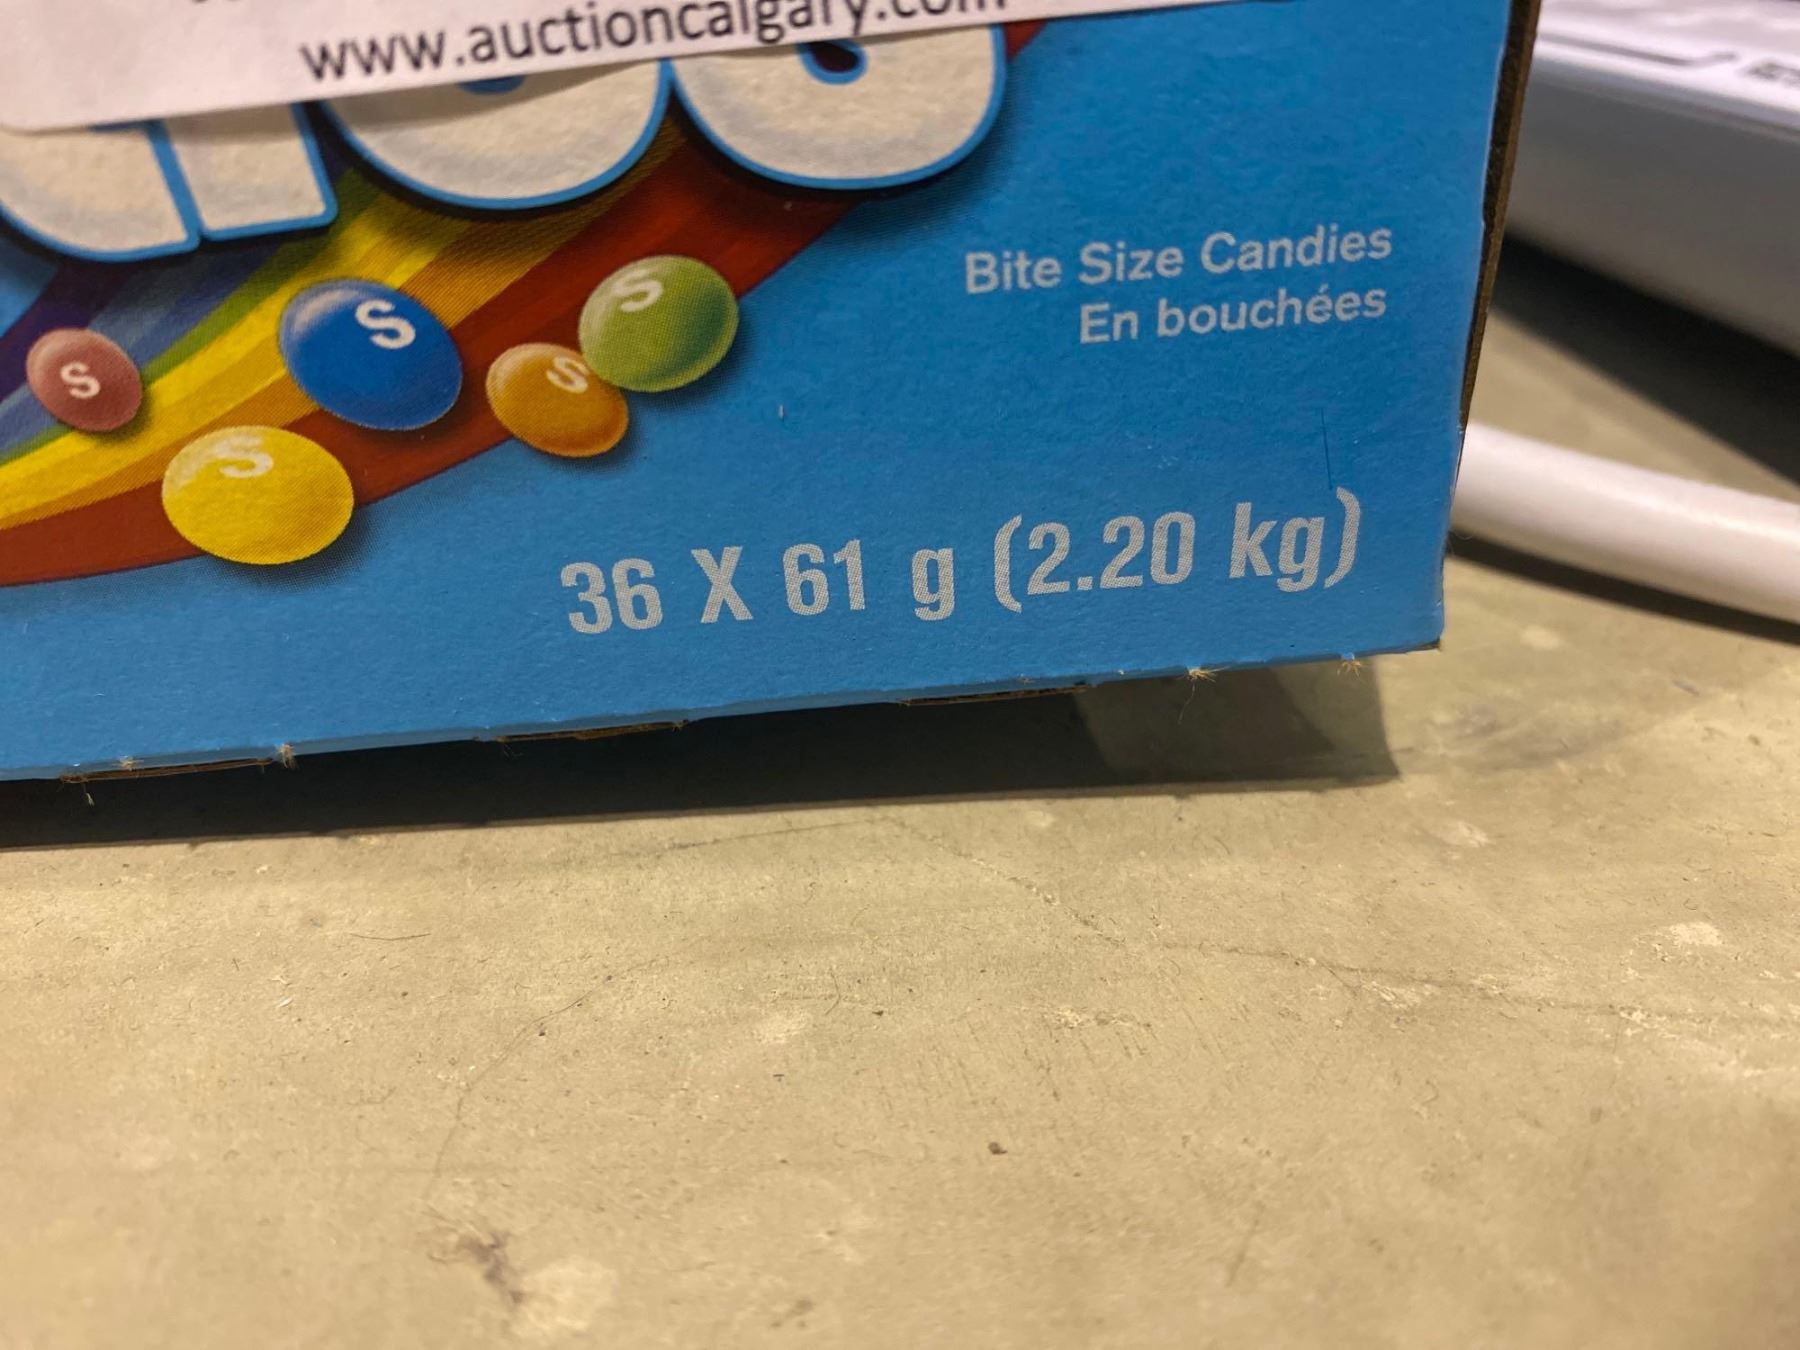 www.auctioncalgary.com
Bite Size Candies
En bouchées
S
S
S
S
S
36 X 61 g (2.20 kg)